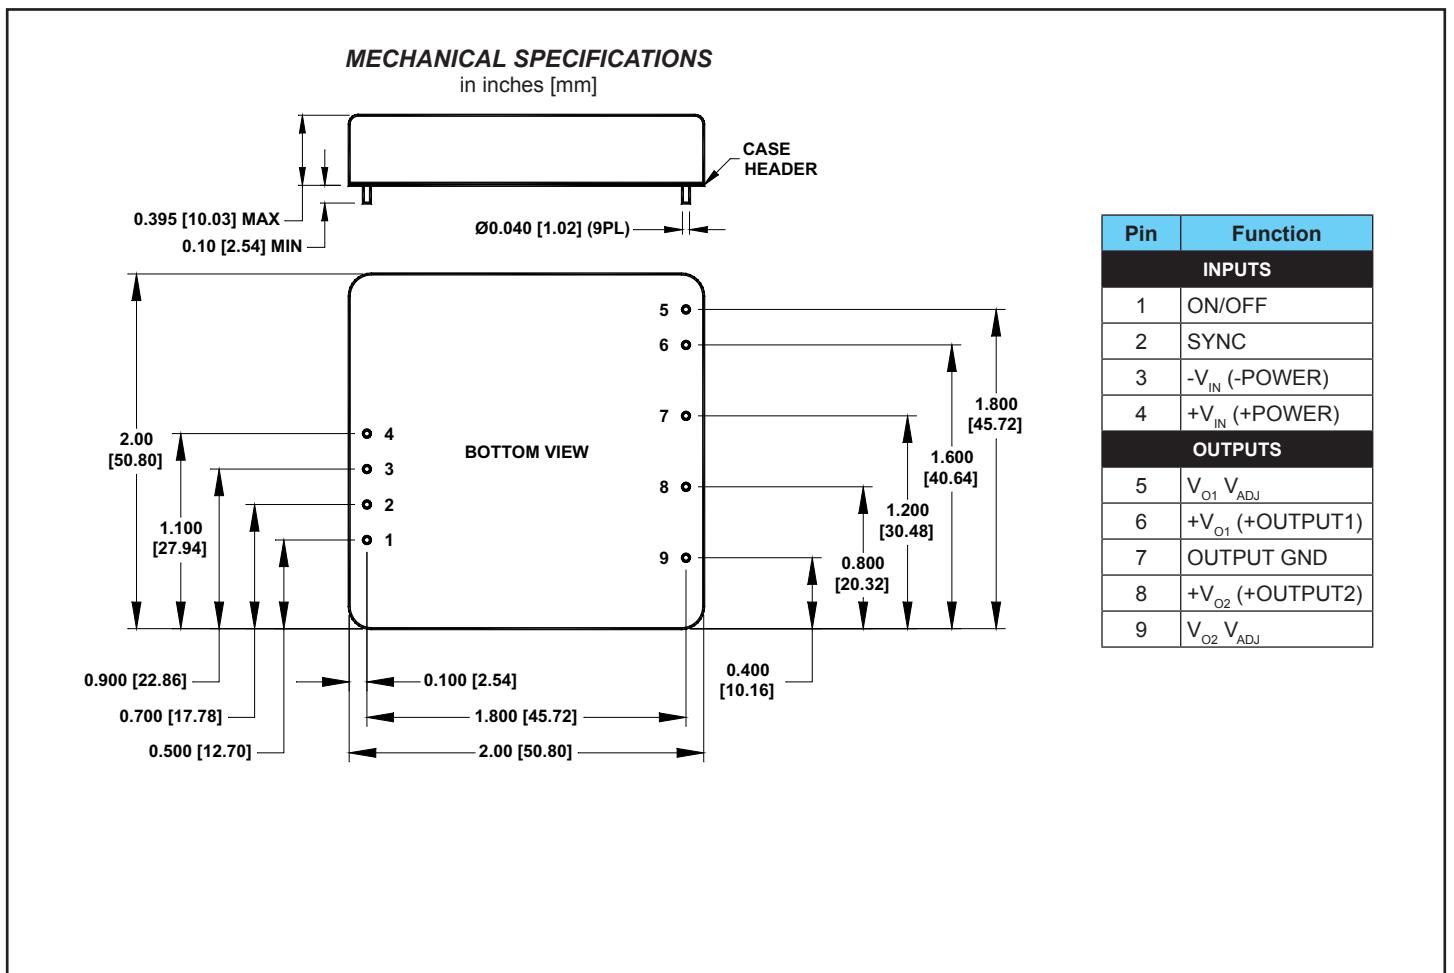 MECHANICAL SPECIFICATIONS
in inches [mm]
CASE
HEADER
0.395 [10.03] MAX
0.10 [2.54] MIN
Ø0.040 [1.02] (9PL)
5
6
7
8
9
4
3
2
1
BOTTOM VIEW
2.00
[50.80]
1.100
[27.94]
1.800
[45.72]
1.600
[40.64]
1.200
[30.48]
0.800
[20.32]
0.400
[10.16]
0.900 [22.86]
0.700 [17.78]
0.500 [12.70]
0.100 [2.54]
1.800 [45.72]
2.00 [50.80]
Pin Function
INPUTS
1 ON/OFF
2 SYNC
3 -VIN (-POWER)
4 +VIN (+POWER)
OUTPUTS
5 VO1 VADJ
6 +VO1 (+OUTPUT1)
7 OUTPUT GND
8 +VO2 (+OUTPUT2)
9 VO2 VADJ